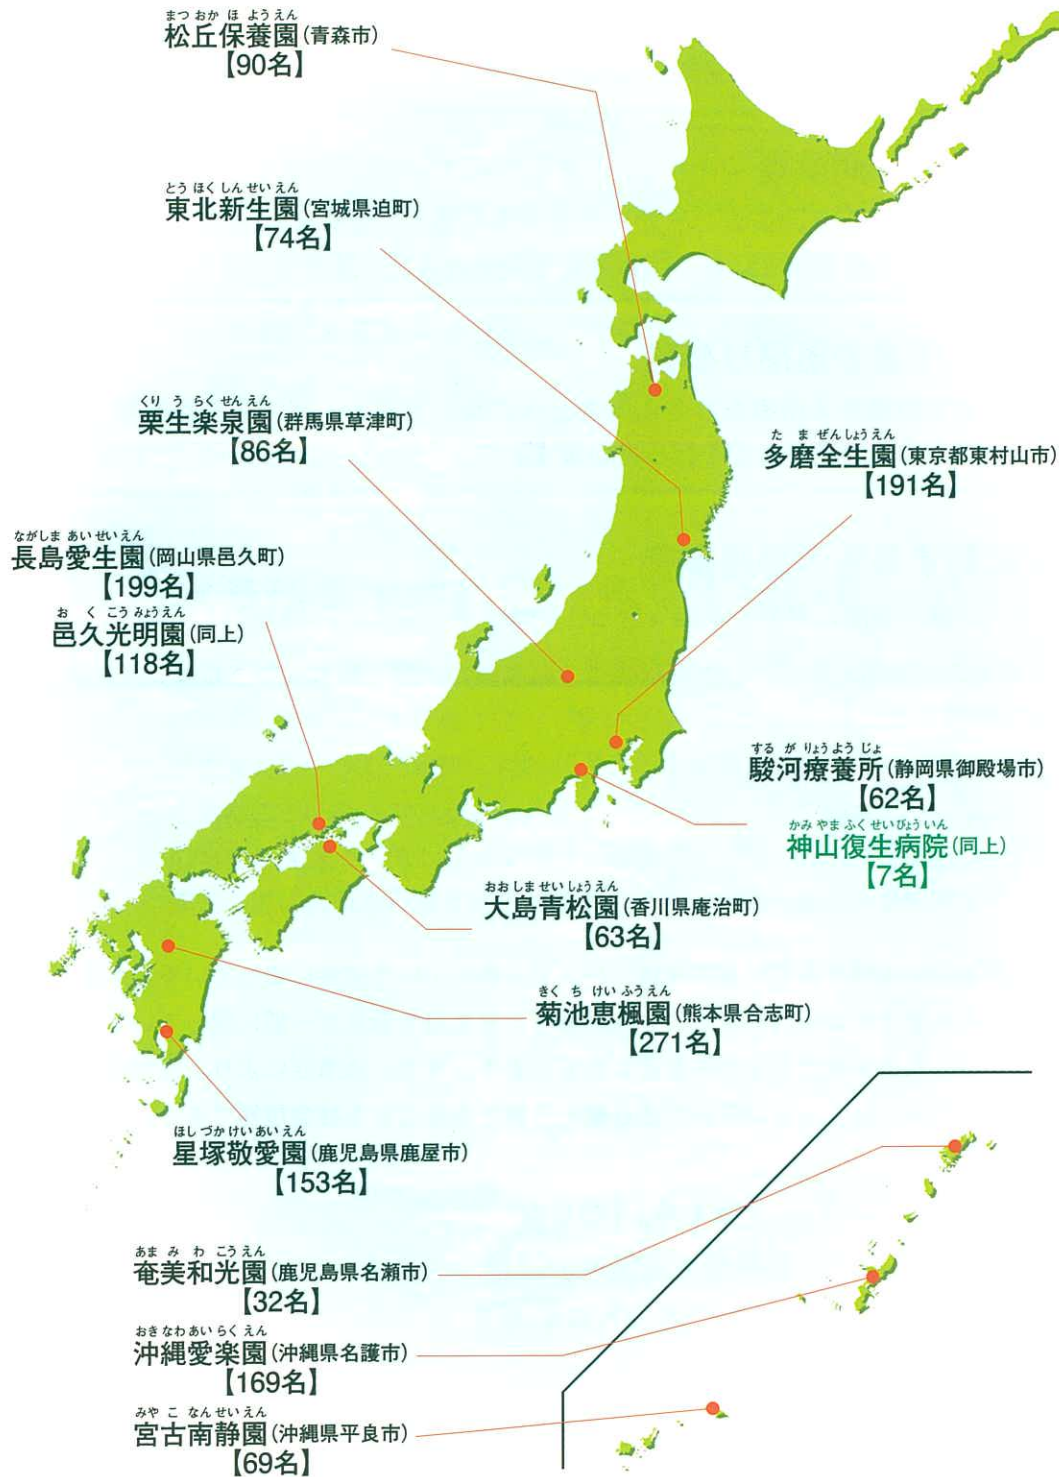 まつおかほようえん
松丘保養園(青森市)
【90名】
とうほくしんせいえん
東北新生園(宮城県迫町)
【74名】
くりうらくせんえん
栗生楽泉園(群馬県草津町)
【86名】
たまぜんしょうえん
多磨全生園(東京都東村山市)
【191名】
ながしまあいせいえん
長島愛生園(岡山県邑久町)
【199名】
おくこうみょうえん
邑久光明園(同上)
【118名】
するがりょうようじょ
駿河療養所(静岡県御殿場市)
【62名】
かみやまふくせいびょういん
神山復生病院(同上)
【7名】
おおしませいしょうえん
大島青松園(香川県庵治町)
【63名】
きくちけいふうえん
菊池恵楓園(熊本県合志町)
【271名】
ほしづかけいあいえん
星塚敬愛園(鹿児島県鹿屋市)
【153名】
あまみわこうえん
奄美和光園(鹿児島県名瀬市)
【32名】
おきなわあいらくえん
沖縄愛楽園(沖縄県名護市)
【169名】
みやこなんせいえん
宮古南静園(沖縄県平良市)
【69名】